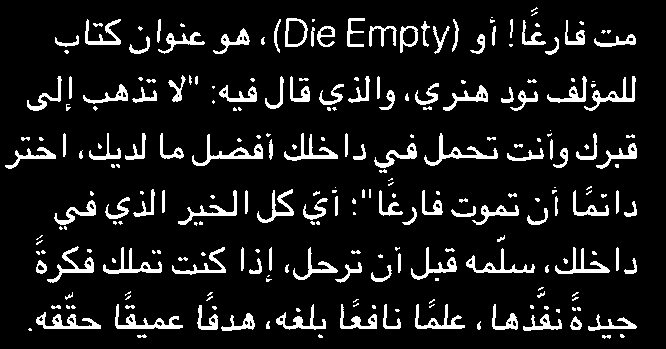 مت فارغًا! أو (Die Empty)، هو عنوان كتاب
للمؤلف تود هنري، والذي قال فيه: "لا تذهب إلى
قبرك وأنت تحمل في داخلك أفضل ما لديك، اختر
دائمًا أن تموت فارغًا"؛ أيّ كل الخير الذي في
داخلك، سلّمه قبل أن ترحل، إذا كنت تملك فكرةً
جيدةً نفَّذها، علمًا نافعًا بلغه، هدفًا عميقًا حقّقه.